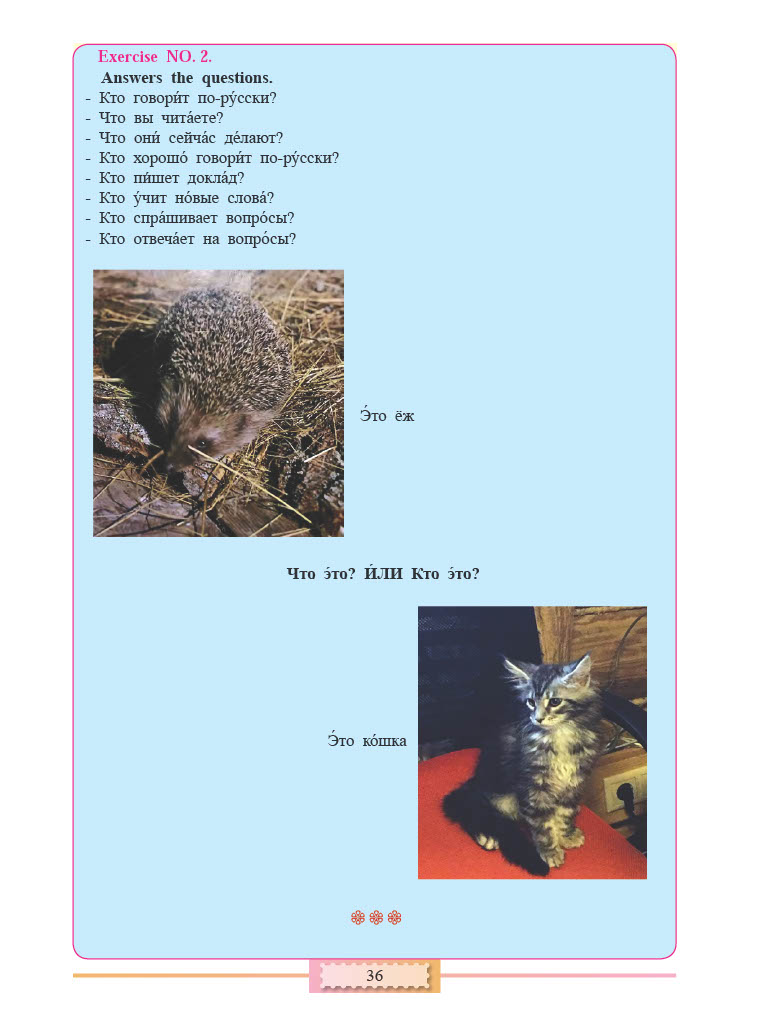 Exercise NO. 2.
Answers the questions.
- Кто говори́т по-ру́сски?
- Что вы чита́ете?
- Что они́ сейча́с де́лают?
- Кто хорошо́ говори́т по-ру́сски?
- Кто пи́шет докла́д?
- Кто у́чит но́вые слова́?
- Кто спра́шивает вопро́сы?
- Кто отвеча́ет на вопро́сы?
Э́то ёж
Что э́то? И́ЛИ Кто э́то?
Э́то ко́шка
36